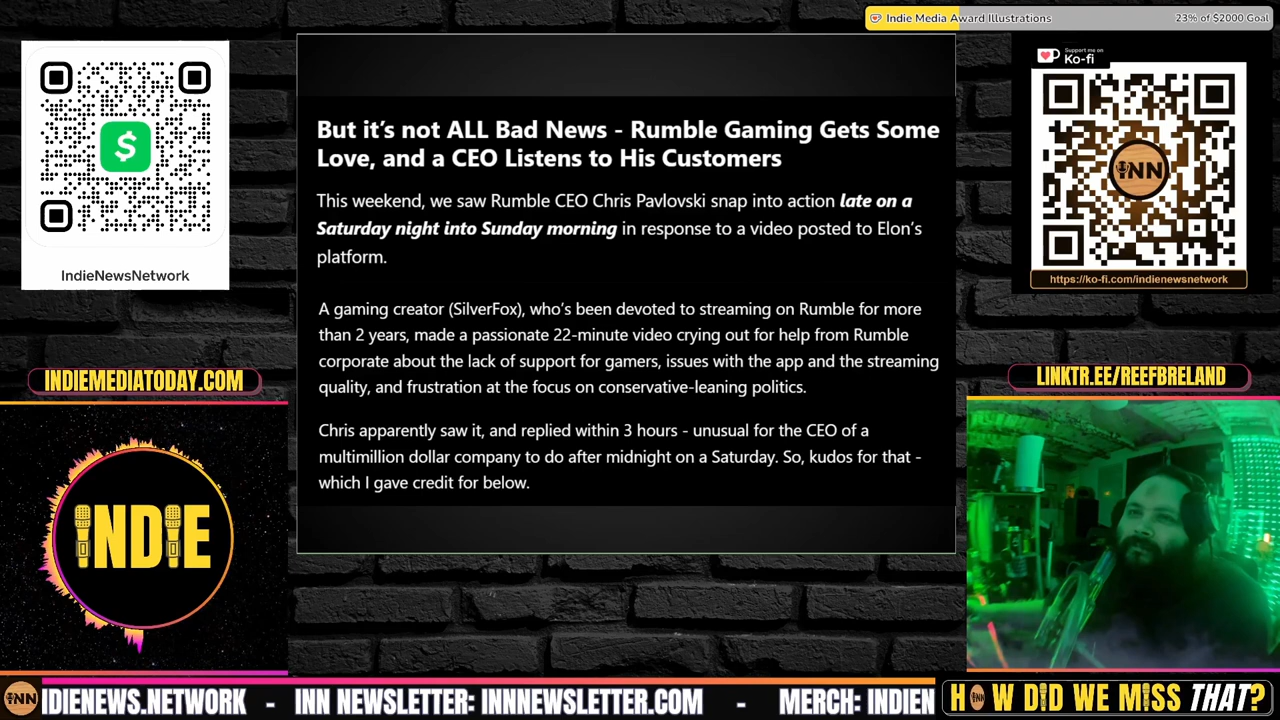 Indie Media Award Illustrations
23% of $2000 Goal
IndieNewsNetwork
But it’s not ALL Bad News - Rumble Gaming Gets Some
Love, and a CEO Listens to His Customers
This weekend, we saw Rumble CEO Chris Pavlovski snap into action late on a
Saturday night into Sunday morning in response to a video posted to Elon’s
platform.
A gaming creator (SilverFox), who’s been devoted to streaming on Rumble for more
than 2 years, made a passionate 22-minute video crying out for help from Rumble
corporate about the lack of support for gamers, issues with the app and the streaming
quality, and frustration at the focus on conservative-leaning politics.
Chris apparently saw it, and replied within 3 hours - unusual for the CEO of a
multimillion dollar company to do after midnight on a Saturday. So, kudos for that -
which I gave credit for below.
Support me on
Ko-fi
INN
https://ko-fi.com/indienewsnetwork
INDIEMEDIATODAY.COM
INDIE
LINKTR.EE/REEFBRELAND
INN
IDIENEWS.NETWORK - INN NEWSLETTER: INNNEWSLETTER.COM - MERCH: INDIEN
HOW DID WE MISS THAT?